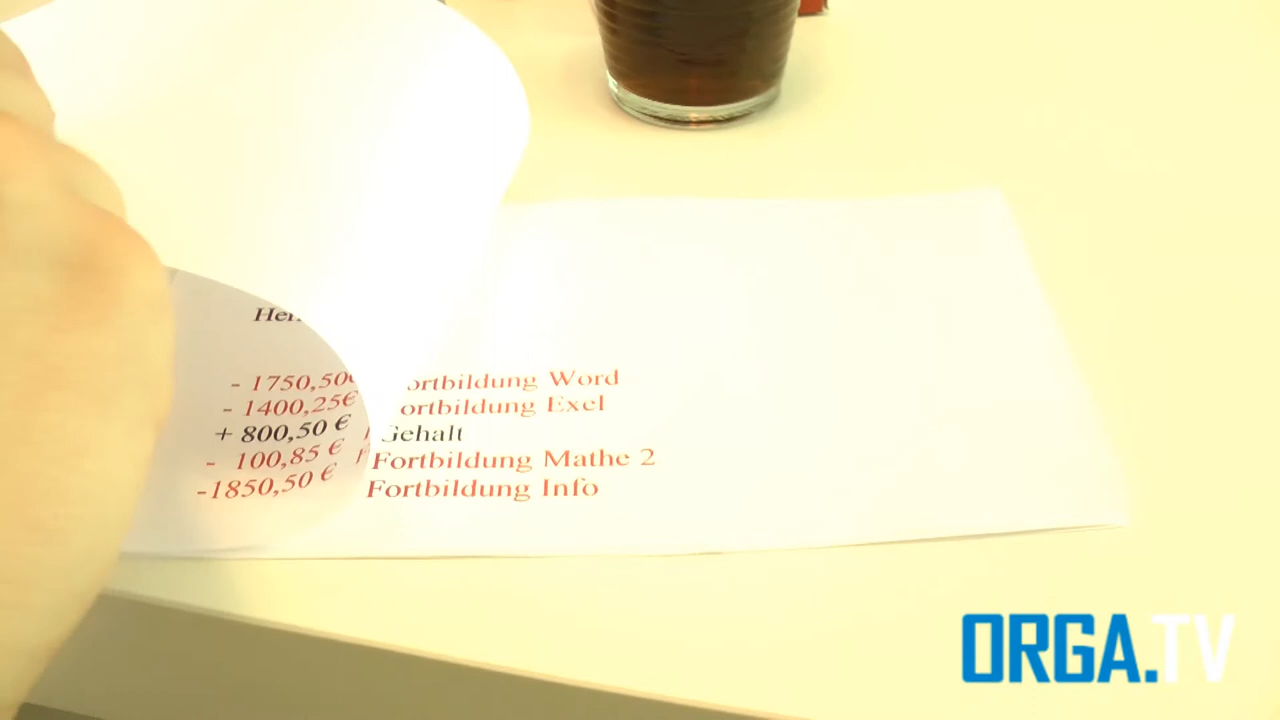 Her
- 1750,50€ ortbildung Word
- 1400,25€ ortbildung Exel
+ 800,50 € Gehalt
- 100,85 € Fortbildung Mathe 2
-1850,50 € Fortbildung Info
ORGA.TV